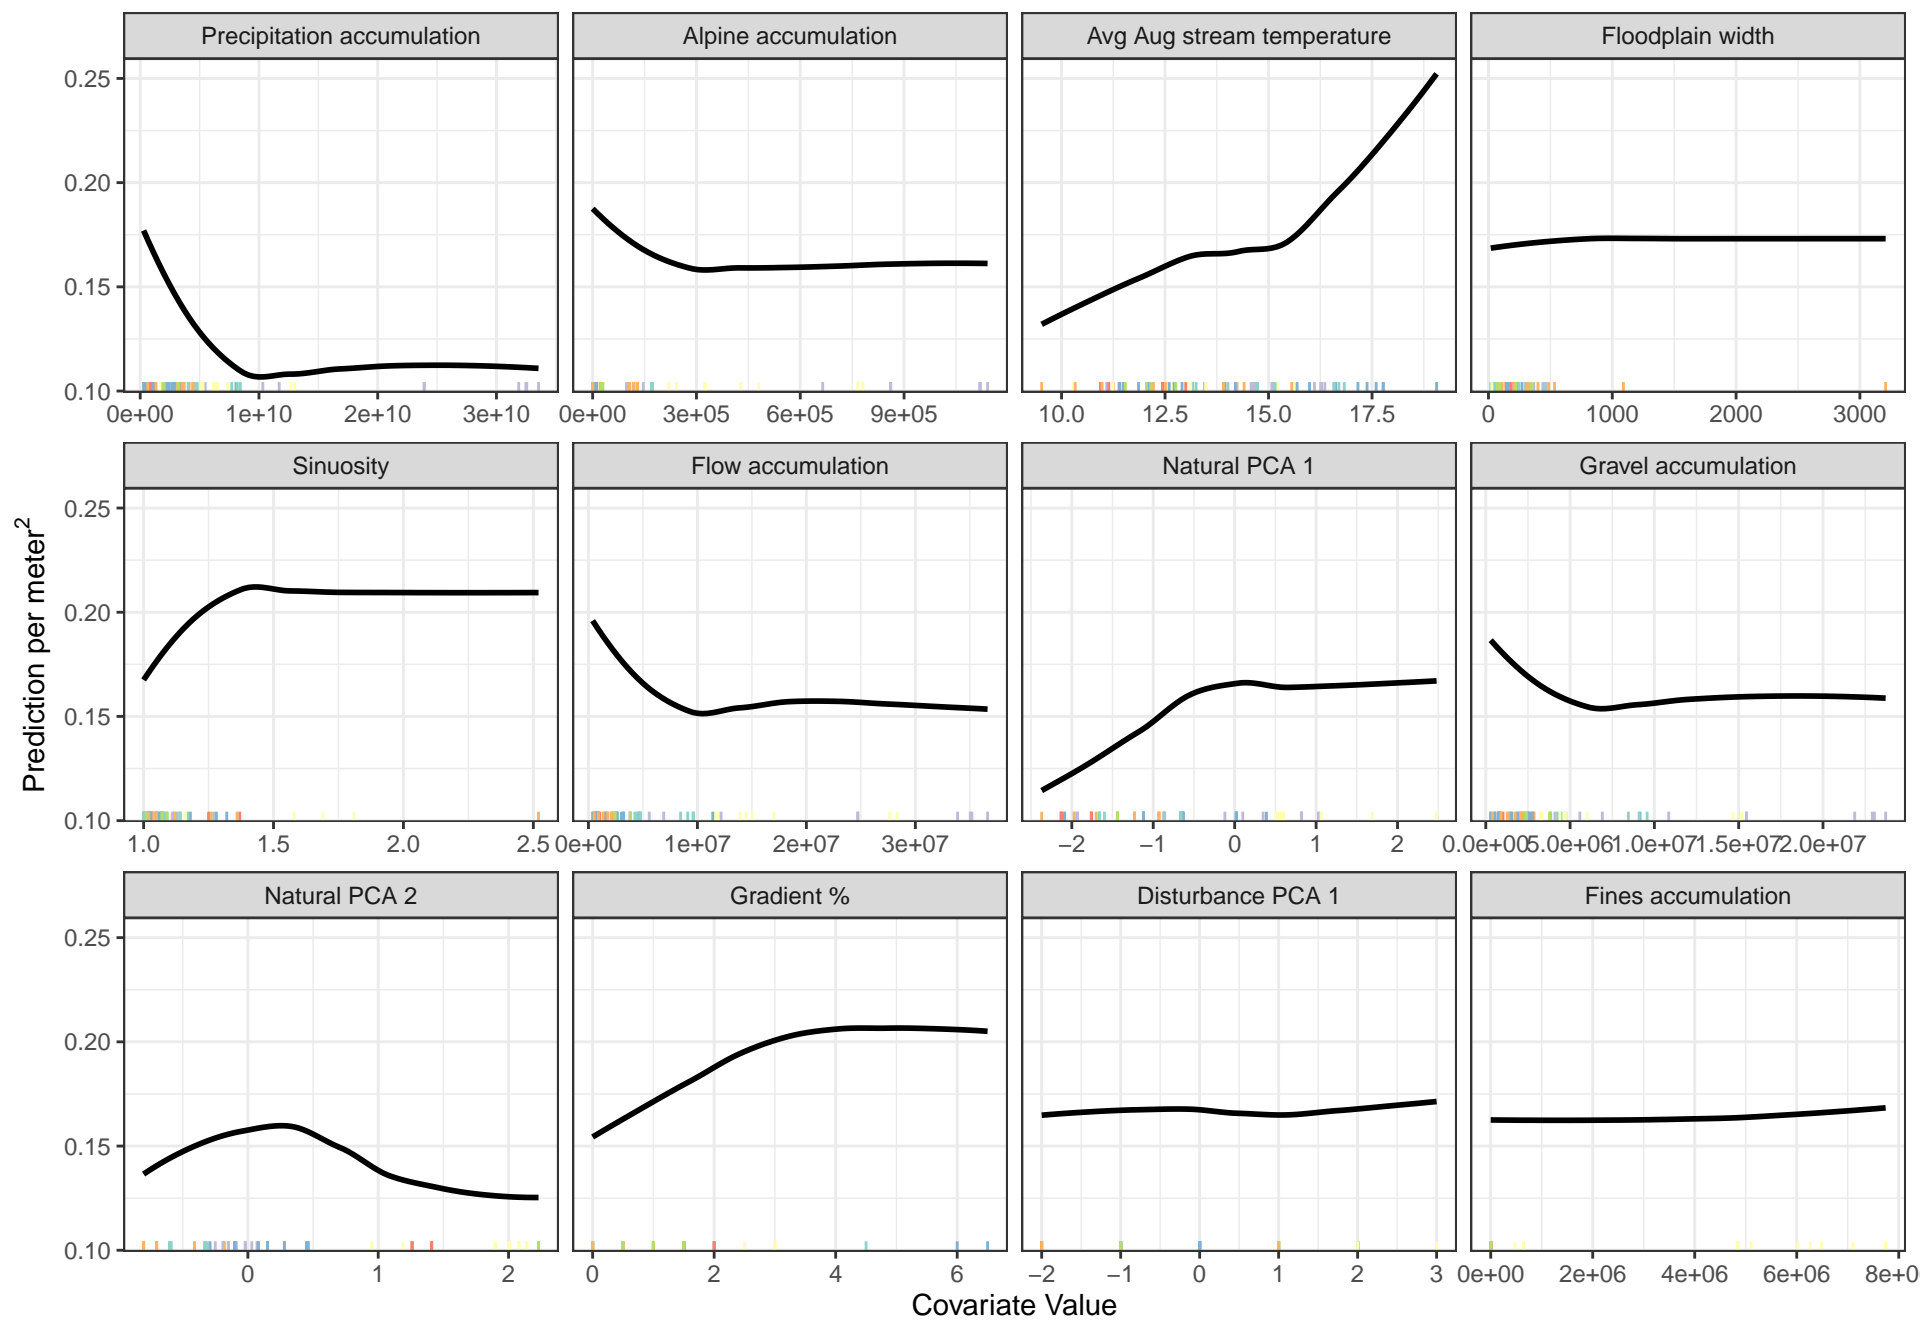 Precipitation accumulation Alpine accumulation Avg Aug stream temperature Floodplain width
0.25
0.20
0.15
0.10
0e+00 1e+10 2e+10 3e+10 0e+00 3e+05 6e+05 9e+05 10.0 12.5 15.0 17.5 0 1000 2000 3000
Sinuosity Flow accumulation Natural PCA 1 Gravel accumulation
0.25
0.20
0.15
0.10
1.0 1.5 2.0 2.5 0e+00 1e+07 2e+07 3e+07 −2 −1 0 1 2 0.0e+00 5.0e+06 1.0e+07 1.5e+07 2.0e+07
Prediction per meter²
Natural PCA 2 Gradient % Disturbance PCA 1 Fines accumulation
0.25
0.20
0.15
0.10
0 1 2 0 2 4 6 −2 −1 0 1 2 3 0e+00 2e+06 4e+06 6e+06 8e+0
Covariate Value